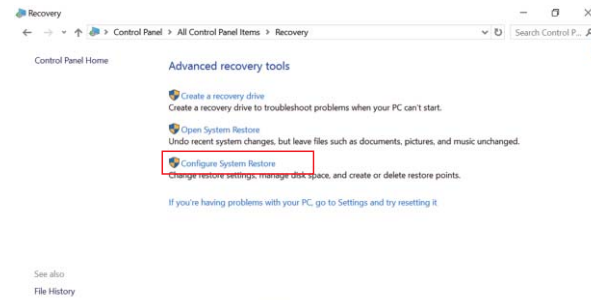 Recovery
Control Panel > All Control Panel Items > Recovery
Search Control P...
Control Panel Home
Advanced recovery tools
Create a recovery drive
Create a recovery drive to troubleshoot problems when your PC can't start.
Open System Restore
Undo recent system changes, but leave files such as documents, pictures, and music unchanged.
Configure System Restore
Change restore settings, manage disk space, and create or delete restore points.
If you're having problems with your PC, go to Settings and try resetting it
See also
File History